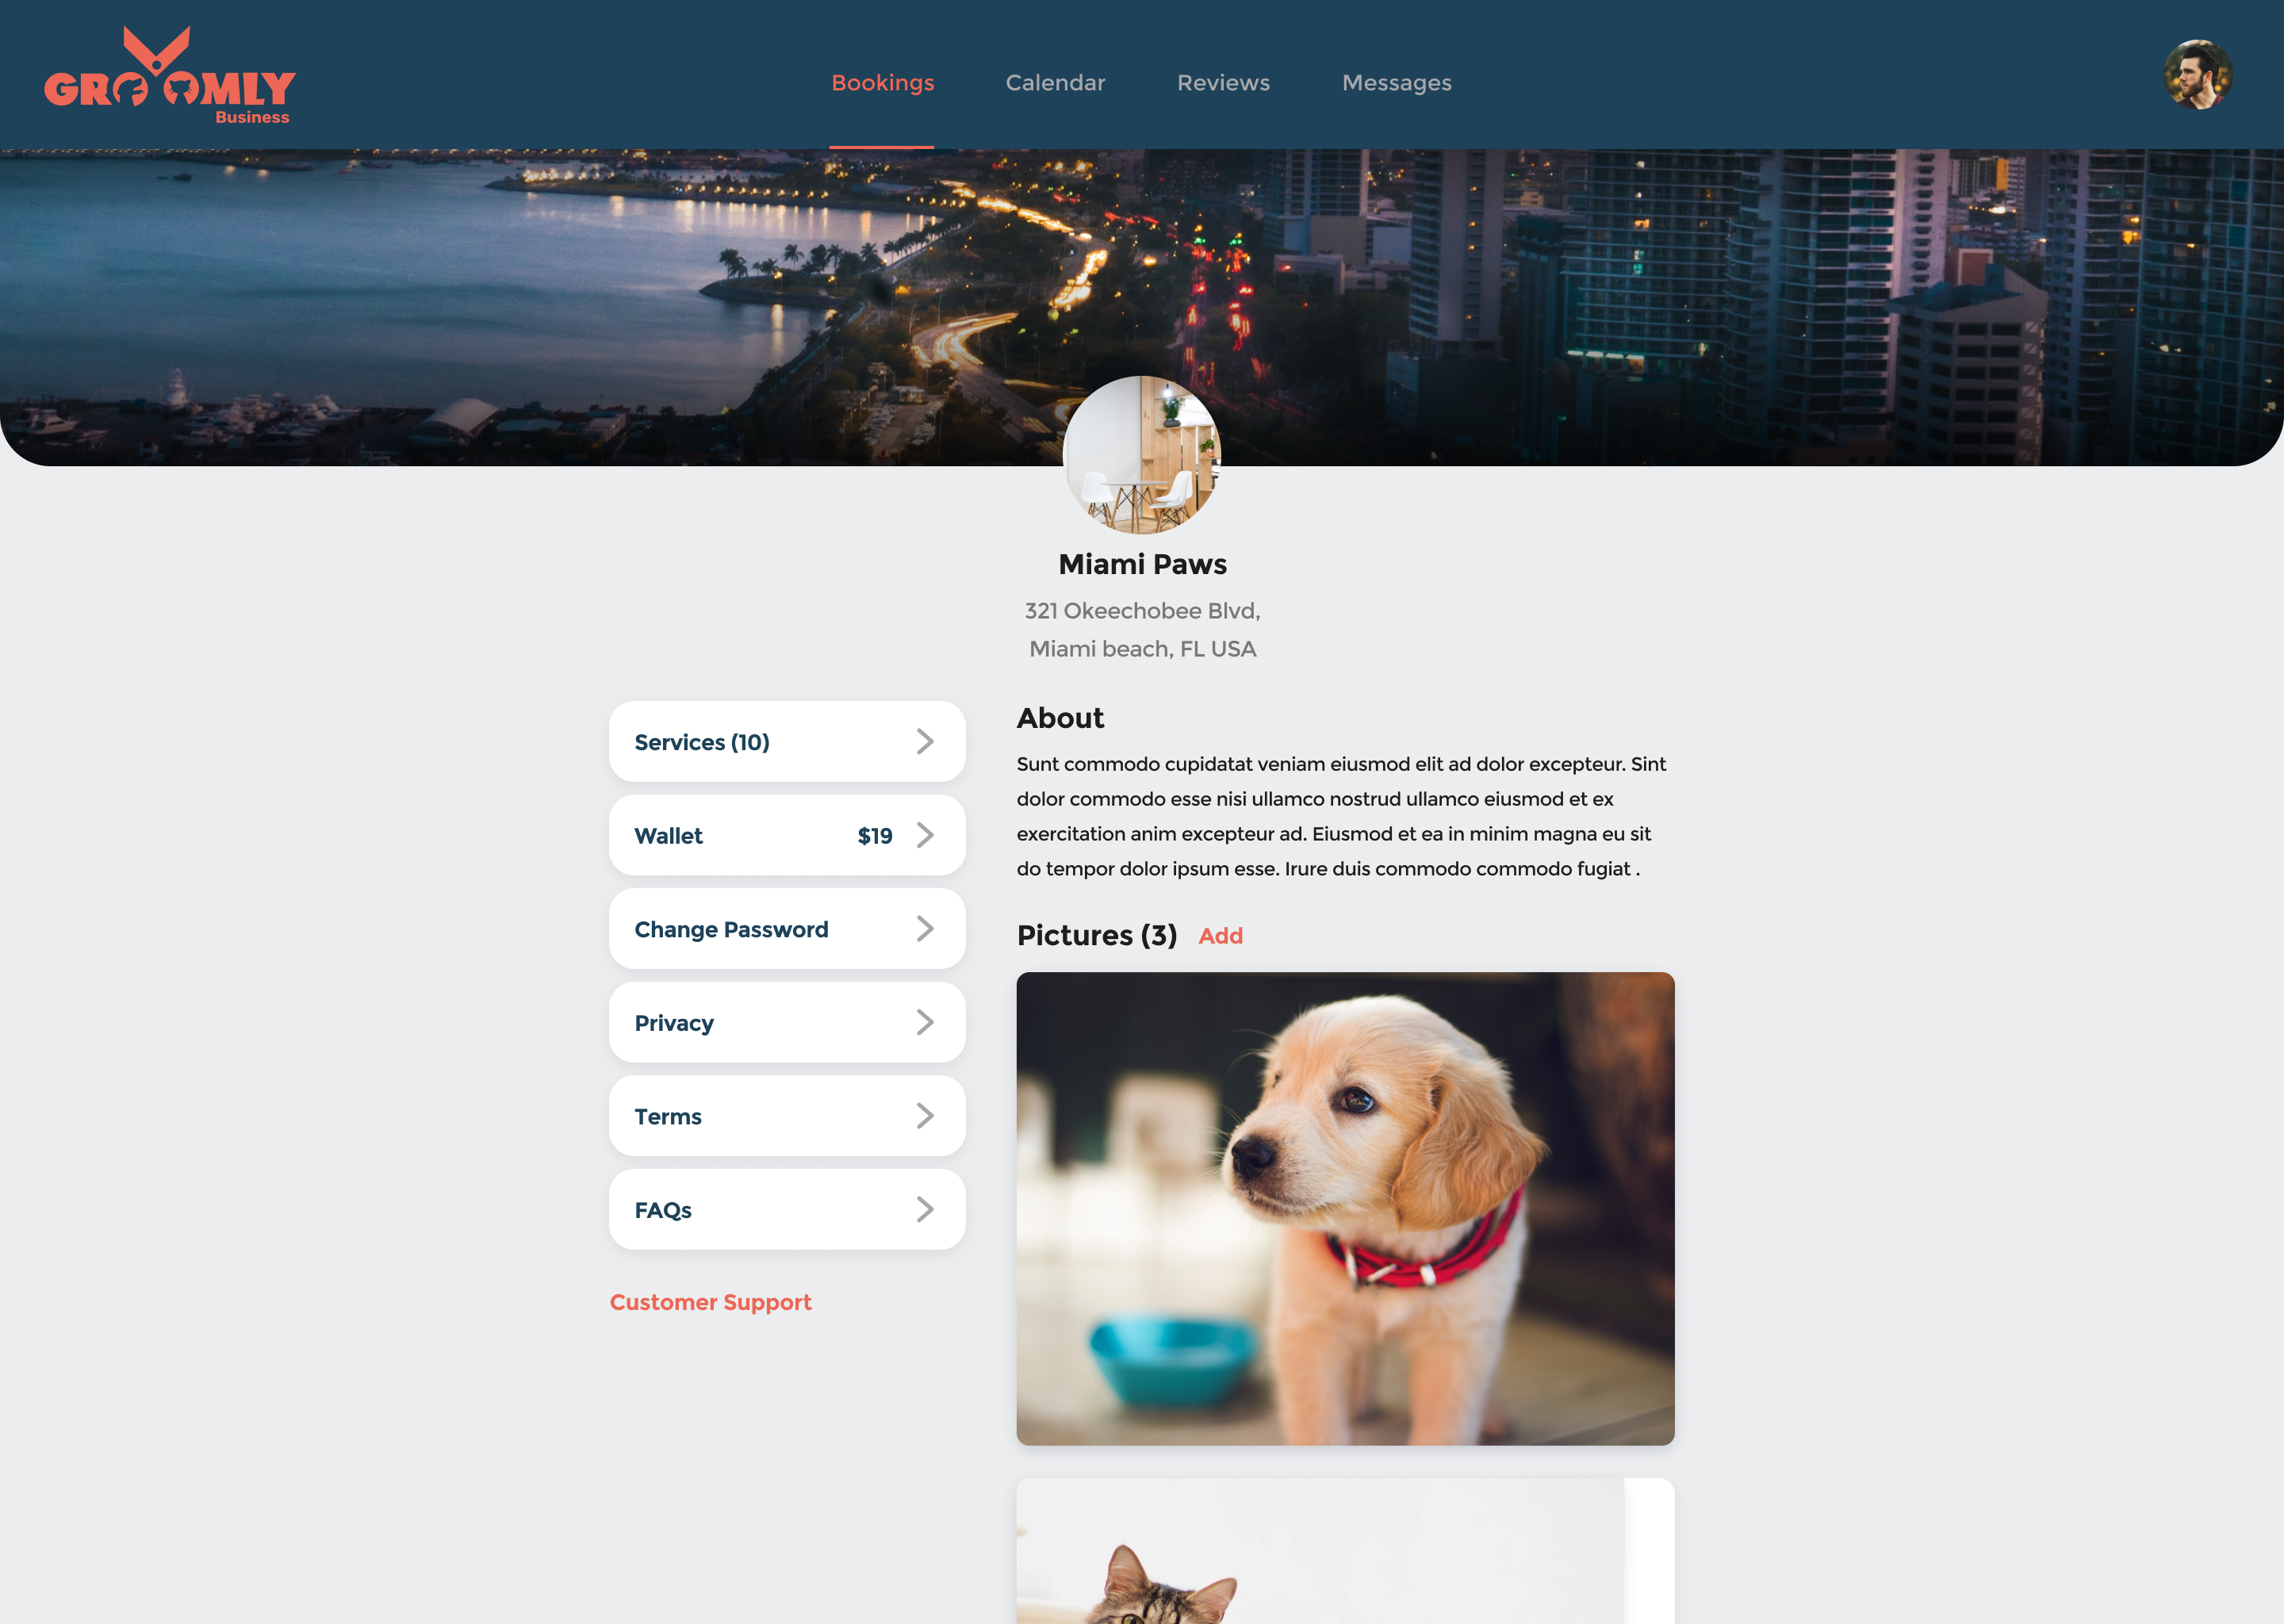 GROOMLY
Business
Bookings
Calendar
Reviews
Messages
Miami Paws
321 Okeechobee Blvd,
Miami beach, FL USA
Services (10)
Wallet $19
Change Password
Privacy
Terms
FAQs
Customer Support
About
Sunt commodo cupidatat veniam eiusmod elit ad dolor excepteur. Sint
dolor commodo esse nisi ullamco nostrud ullamco eiusmod et ex
exercitation anim excepteur ad. Eiusmod et ea in minim magna eu sit
do tempor dolor ipsum esse. Irure duis commodo commodo fugiat .
Pictures (3) Add